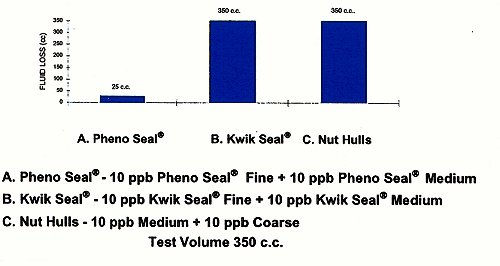 350 c.c.
350 c.c..
FLUID LOSS (cc)
350
300
250
200
150
100
50
0
25 c.c.
A. Pheno Seal® B. Kwik Seal® C. Nut Hulls
A. Pheno Seal® - 10 ppb Pheno Seal® Fine + 10 ppb Pheno Seal® Medium
B. Kwik Seal® - 10 ppb Kwik Seal® Fine + 10 ppb Kwik Seal® Medium
C. Nut Hulls - 10 ppb Medium + 10 ppb Coarse
Test Volume 350 c.c.